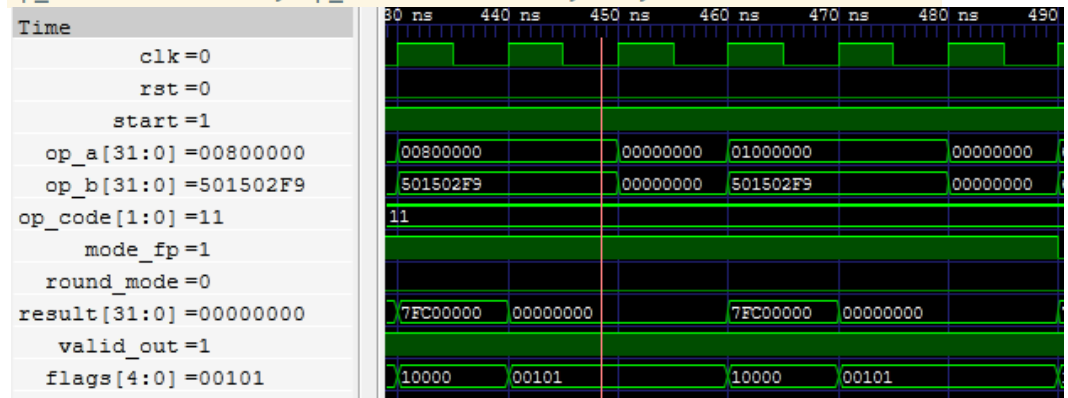 Time
30 ns 440 ns 450 ns 460 ns 470 ns 480 ns 490
clk=0
rst=0
start=1
op_a[31:0]=00800000 00800000 00000000 01000000 00000000
op_b[31:0]=501502F9 501502F9 00000000 501502F9 00000000
op_code[1:0]=11 11
mode_fp=1
round_mode=0
result[31:0]=00000000 7FC00000 00000000 7FC00000 00000000
valid_out=1
flags[4:0]=00101 10000 00101 10000 00101